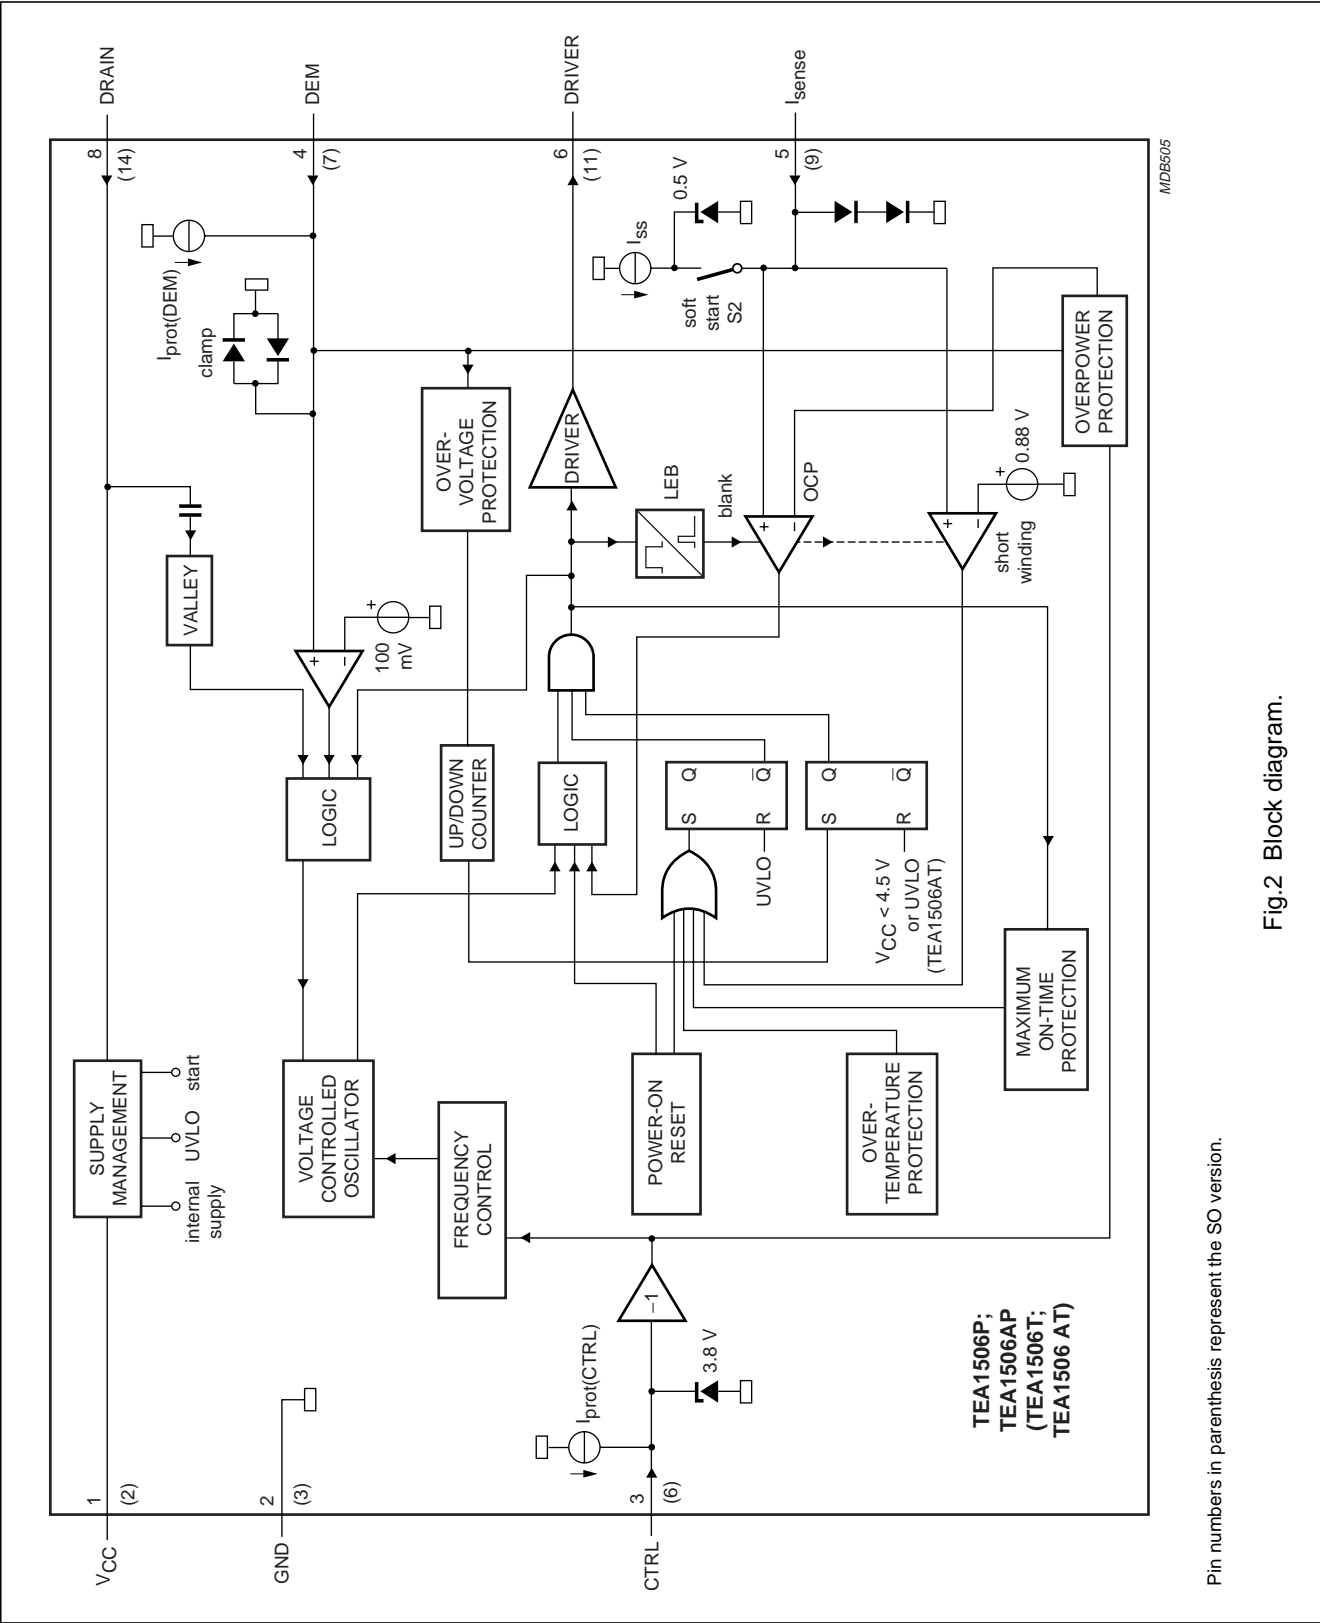 VCC
1
(2)
SUPPLY
MANAGEMENT
internal
supply
UVLO
start
8
(14)
DRAIN
GND
2
(3)
VOLTAGE
CONTROLLED
OSCILLATOR
LOGIC
VALLEY
+
−
100
mV
+
clamp
Iprot(DEM)
4
(7)
DEM
FREQUENCY
CONTROL
UP/DOWN
COUNTER
OVER-
VOLTAGE
PROTECTION
CTRL
3
(6)
Iprot(CTRL)
3.8 V
−1
LOGIC
DRIVER
6
(11)
DRIVER
POWER-ON
RESET
UVLO
S
Q
R
Q̅
LEB
blank
soft
start
S2
ISS
0.5 V
+
−
OCP
5
(9)
Isense
OVER-
TEMPERATURE
PROTECTION
VCC < 4.5 V
or UVLO
(TEA1506AT)
S
Q
R
Q̅
short
winding
+
−
+
0.88 V
MAXIMUM
ON-TIME
PROTECTION
OVERPOWER
PROTECTION
TEA1506P;
TEA1506AP
(TEA1506T;
TEA1506 AT)
MDB505
Pin numbers in parenthesis represent the SO version.
Fig.2 Block diagram.